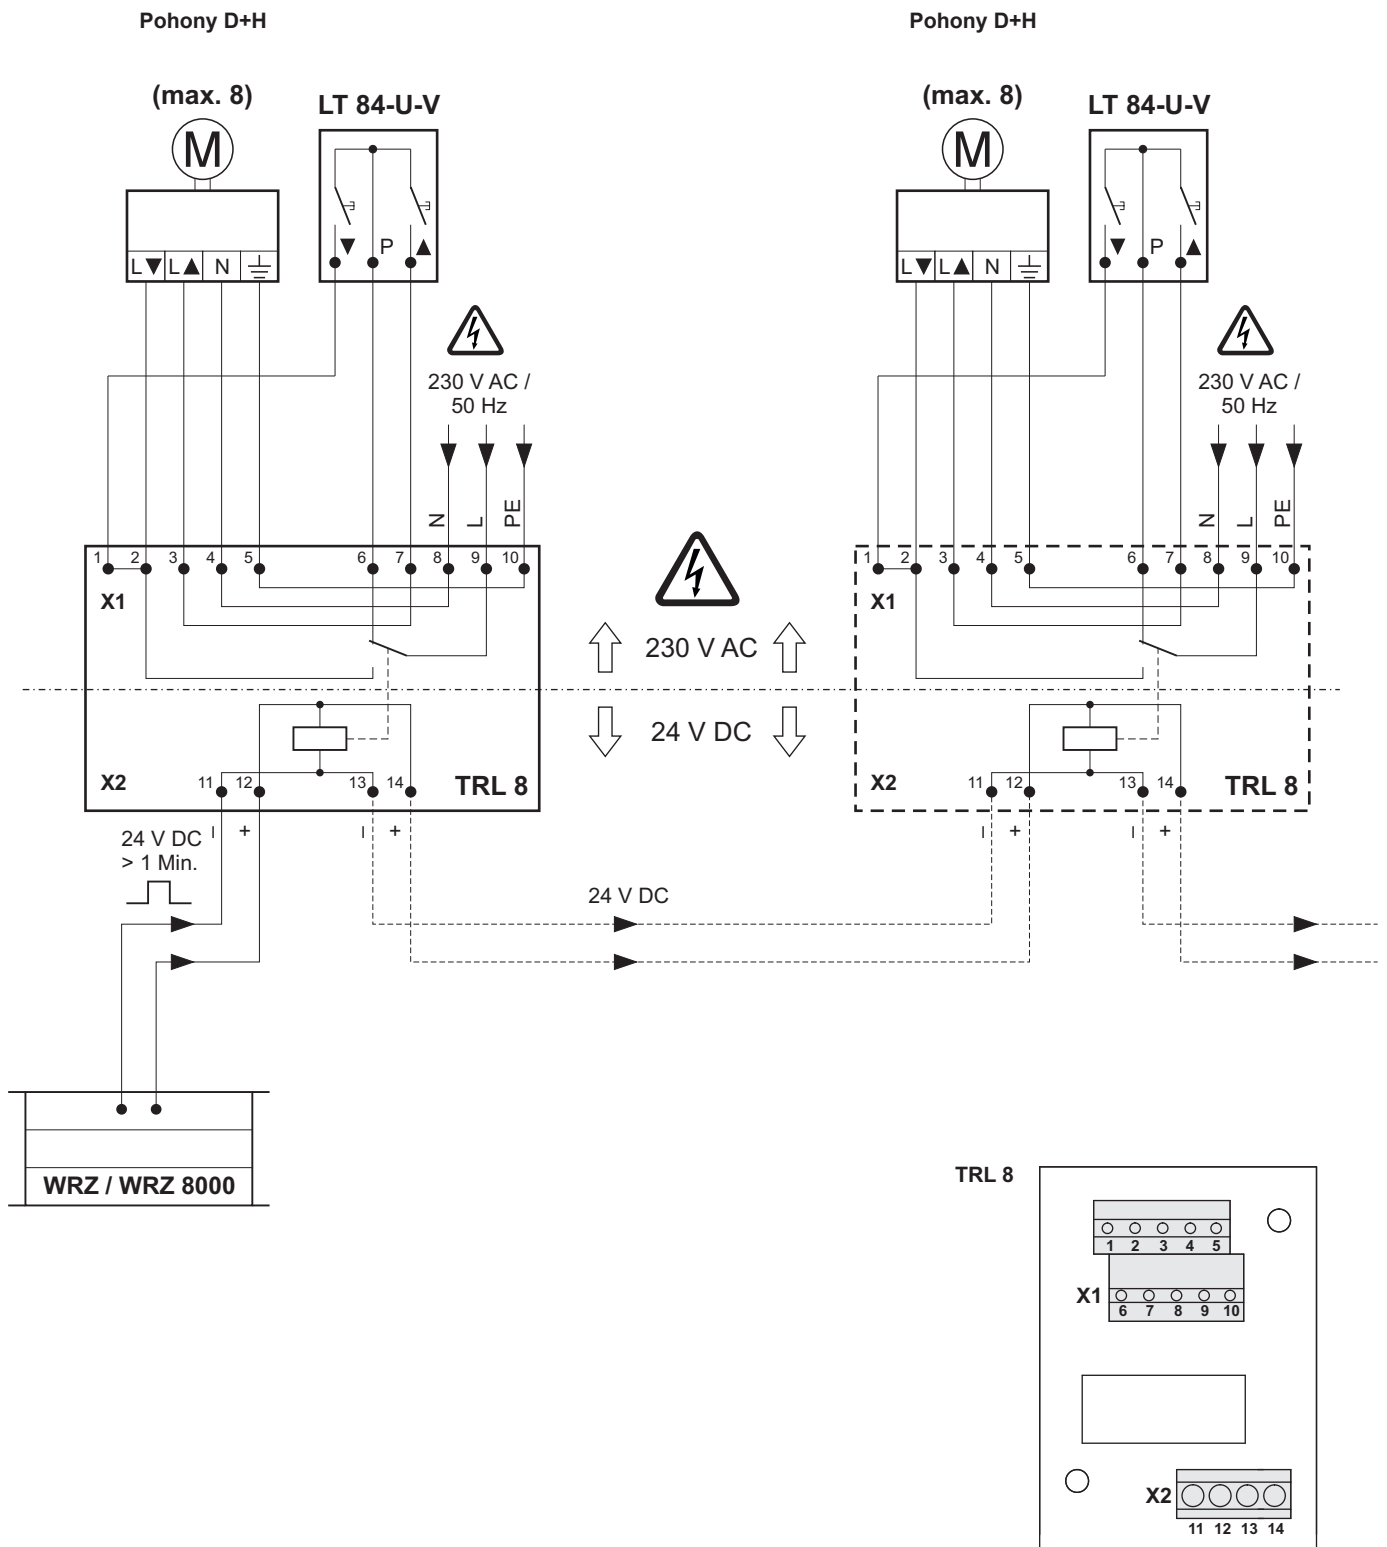 Pohony D+H
Pohony D+H
(max. 8)
LT 84-U-V
(max. 8)
LT 84-U-V
M
M
P
P
L▼ L▲ N
L▼ L▲ N
230 V AC /
50 Hz
230 V AC /
50 Hz
N L PE
N L PE
1 2 3 4 5 6 7 8 9 10
1 2 3 4 5 6 7 8 9 10
X1
X1
230 V AC
24 V DC
X2
11 12 13 14
TRL 8
X2
11 12 13 14
TRL 8
– + – +
– + – +
24 V DC
> 1 Min.
24 V DC
WRZ / WRZ 8000
TRL 8
1 2 3 4 5
X1
6 7 8 9 10
X2
11 12 13 14